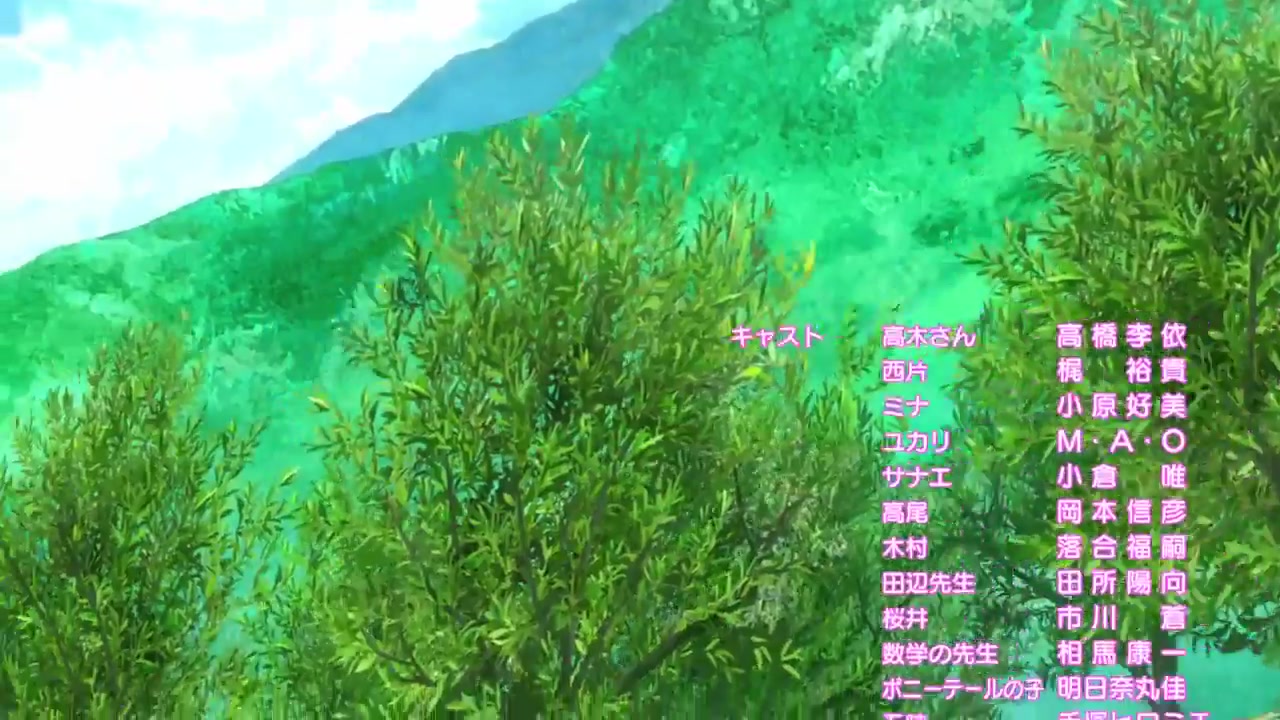 キャスト 高木さん 高橋李依
西片 梶 裕貴
ミナ 小原好美
ユカリ M・A・O
サナエ 小倉 唯
高尾 岡本信彦
木村 落合福嗣
田辺先生 田所陽向
桜井 市川 蒼
数学の先生 相馬康一
ポニーテールの子 明日奈丸佳